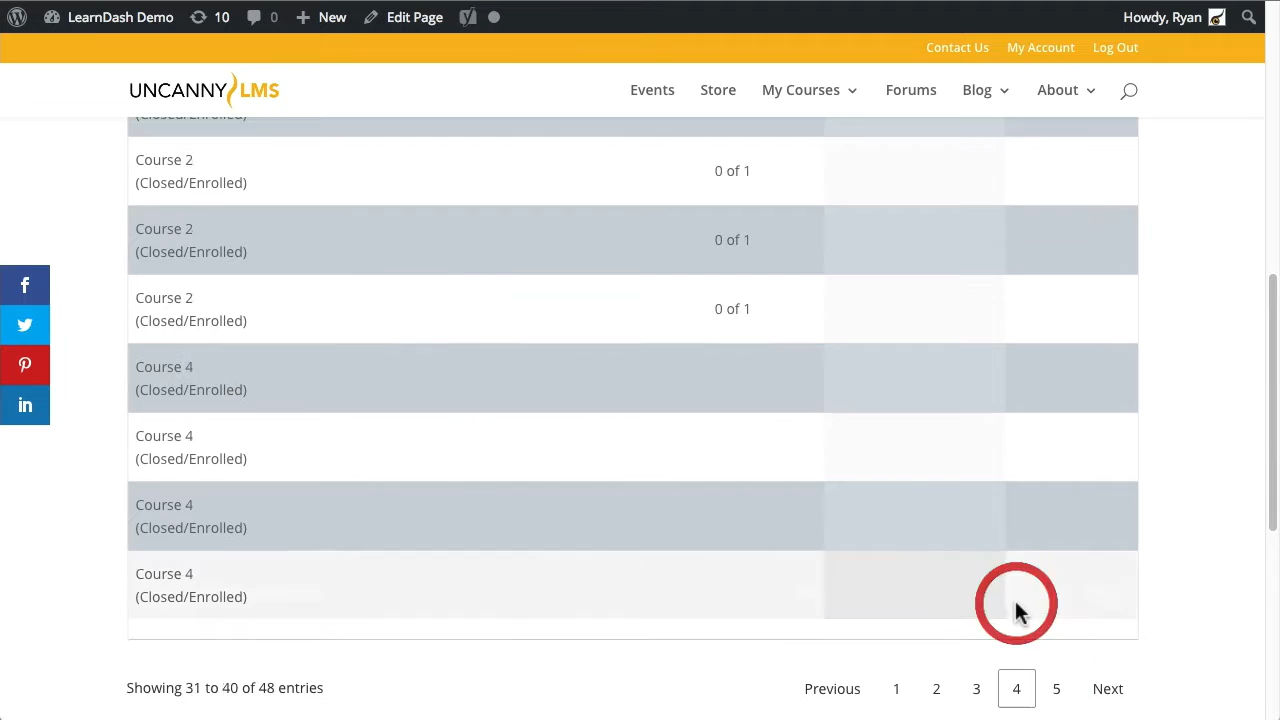 LearnDash Demo 10 0 New Edit Page Howdy, Ryan
Contact Us My Account Log Out
UNCANNY LMS Events Store My Courses Forums Blog About
(Closed/Enrolled)
Course 2
0 of 1
(Closed/Enrolled)
Course 2
0 of 1
(Closed/Enrolled)
Course 2
0 of 1
(Closed/Enrolled)
Course 4
(Closed/Enrolled)
Course 4
(Closed/Enrolled)
Course 4
(Closed/Enrolled)
Course 4
(Closed/Enrolled)
Showing 31 to 40 of 48 entries Previous 1 2 3 4 5 Next